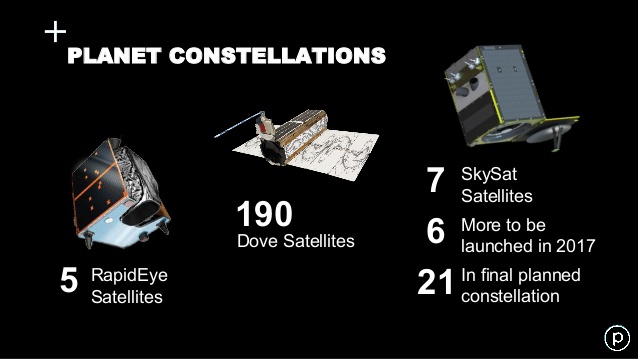 PLANET CONSTELLATIONS
5
RapidEye
Satellites
190
Dove Satellites
7
SkySat
Satellites
6
More to be
launched in 2017
21
In final planned
constellation
p